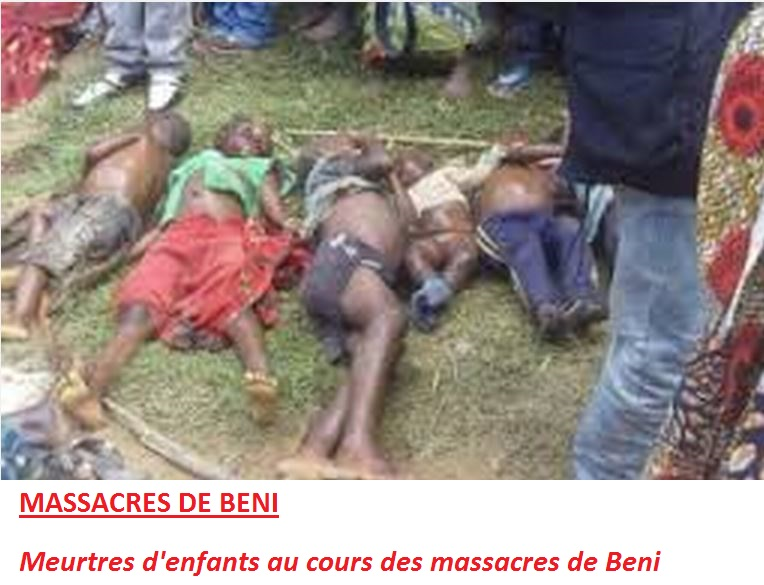 MASSACRES DE BENI
Meurtres d'enfants au cours des massacres de Beni